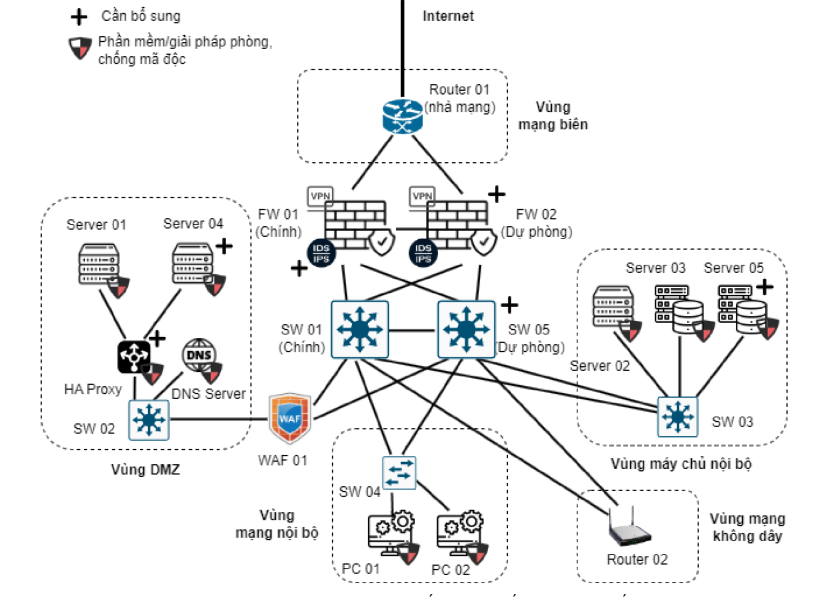 Cần bổ sung
Phần mềm/giải pháp phòng,
chống mã độc
Internet
Router 01
(nhà mạng)
Vùng
mạng biên
VPN
VPN
FW 01
(Chính)
FW 02
(Dự phòng)
IDS
IPS
IDS
IPS
Server 01
Server 04
HA Proxy
DNS
DNS Server
SW 02
Vùng DMZ
WAF
WAF 01
SW 01
(Chính)
SW 05
(Dự phòng)
Server 03
Server 05
Server 02
SW 03
Vùng máy chủ nội bộ
SW 04
Vùng
mạng nội bộ
PC 01
PC 02
Router 02
Vùng mạng
không dây